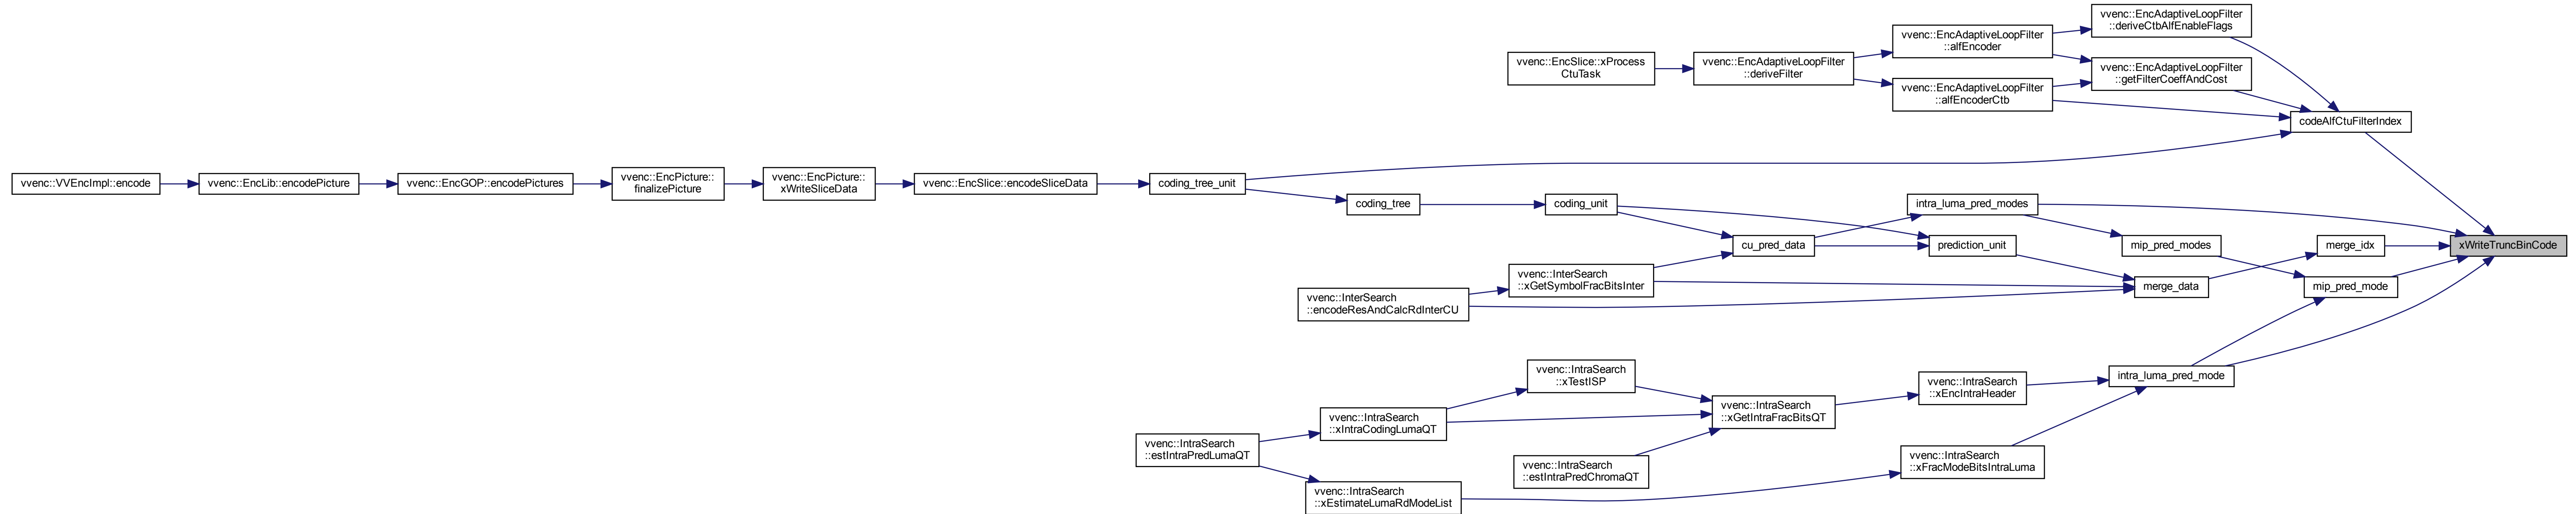 vvenc::EncAdaptiveLoopFilter
::deriveCtbAlfEnableFlags
vvenc::EncAdaptiveLoopFilter
::alfEncoder
vvenc::EncSlice::xProcess
CtuTask
vvenc::EncAdaptiveLoopFilter
::deriveFilter
vvenc::EncAdaptiveLoopFilter
::getFilterCoeffAndCost
vvenc::EncAdaptiveLoopFilter
::alfEncoderCtb
codeAlfCtuFilterIndex
vvenc::VVEncImpl::encode
vvenc::EncLib::encodePicture
vvenc::EncGOP::encodePictures
vvenc::EncPicture::
finalizePicture
vvenc::EncPicture::
xWriteSliceData
vvenc::EncSlice::encodeSliceData
coding_tree_unit
coding_tree
coding_unit
intra_luma_pred_modes
cu_pred_data
prediction_unit
mip_pred_modes
merge_idx
xWriteTruncBinCode
vvenc::InterSearch
::xGetSymbolFracBitsInter
merge_data
mip_pred_mode
vvenc::InterSearch
::encodeResAndCalcRdInterCU
vvenc::IntraSearch
::xTestISP
intra_luma_pred_mode
vvenc::IntraSearch
::xEncIntraHeader
vvenc::IntraSearch
::xGetIntraFracBitsQT
vvenc::IntraSearch
::xIntraCodingLumaQT
vvenc::IntraSearch
::estIntraPredLumaQT
vvenc::IntraSearch
::estIntraPredChromaQT
vvenc::IntraSearch
::xFracModeBitsIntraLuma
vvenc::IntraSearch
::xEstimateLumaRdModeList